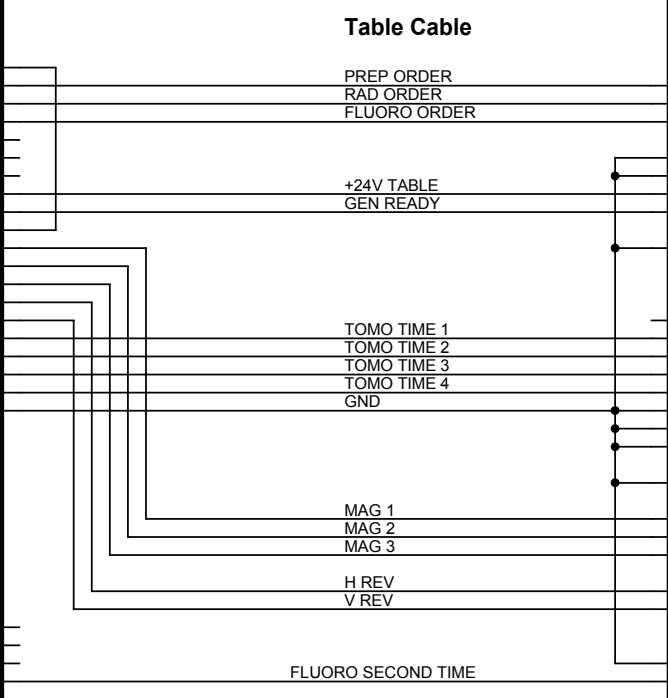 Table Cable
PREP ORDER
RAD ORDER
FLUORO ORDER
+24V TABLE
GEN READY
TOMO TIME 1
TOMO TIME 2
TOMO TIME 3
TOMO TIME 4
GND
MAG 1
MAG 2
MAG 3
H REV
V REV
FLUORO SECOND TIME